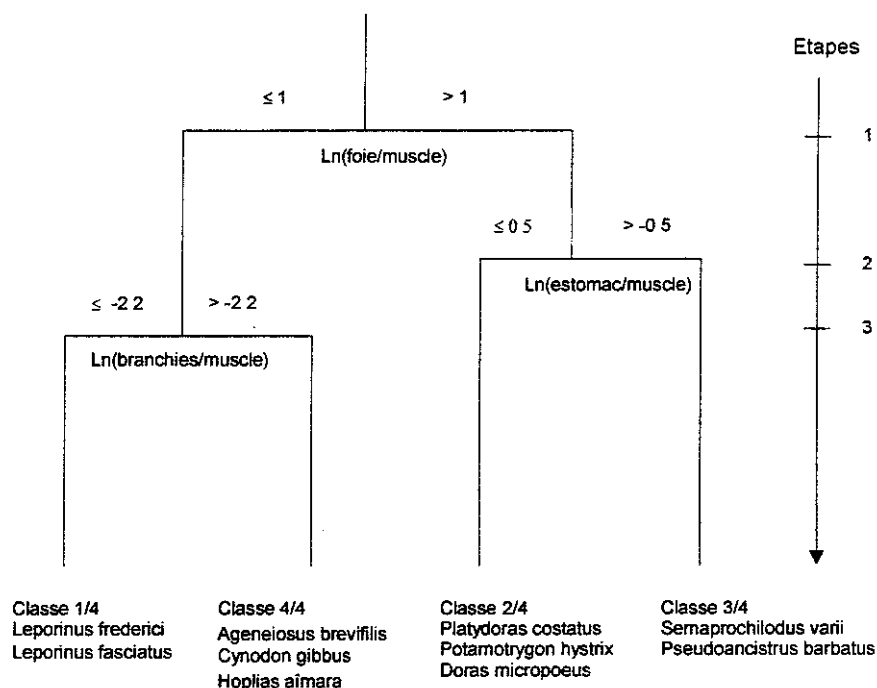 Etapes
≤ 1 > 1
1
Ln(foie/muscle)
≤ 0 5 > -0 5
2
Ln(estomac/muscle)
≤ -2 2 > -2 2
3
Ln(branchies/muscle)
Classe 1/4
Leporinus frederici
Leporinus fasciatus
Classe 4/4
Ageneiosus brevifilis
Cynodon gibbus
Hoplias aîmara
Classe 2/4
Platydoras costatus
Potamotrygon hystrix
Doras micropoeus
Classe 3/4
Semaprochilodus varii
Pseudoancistrus barbatus